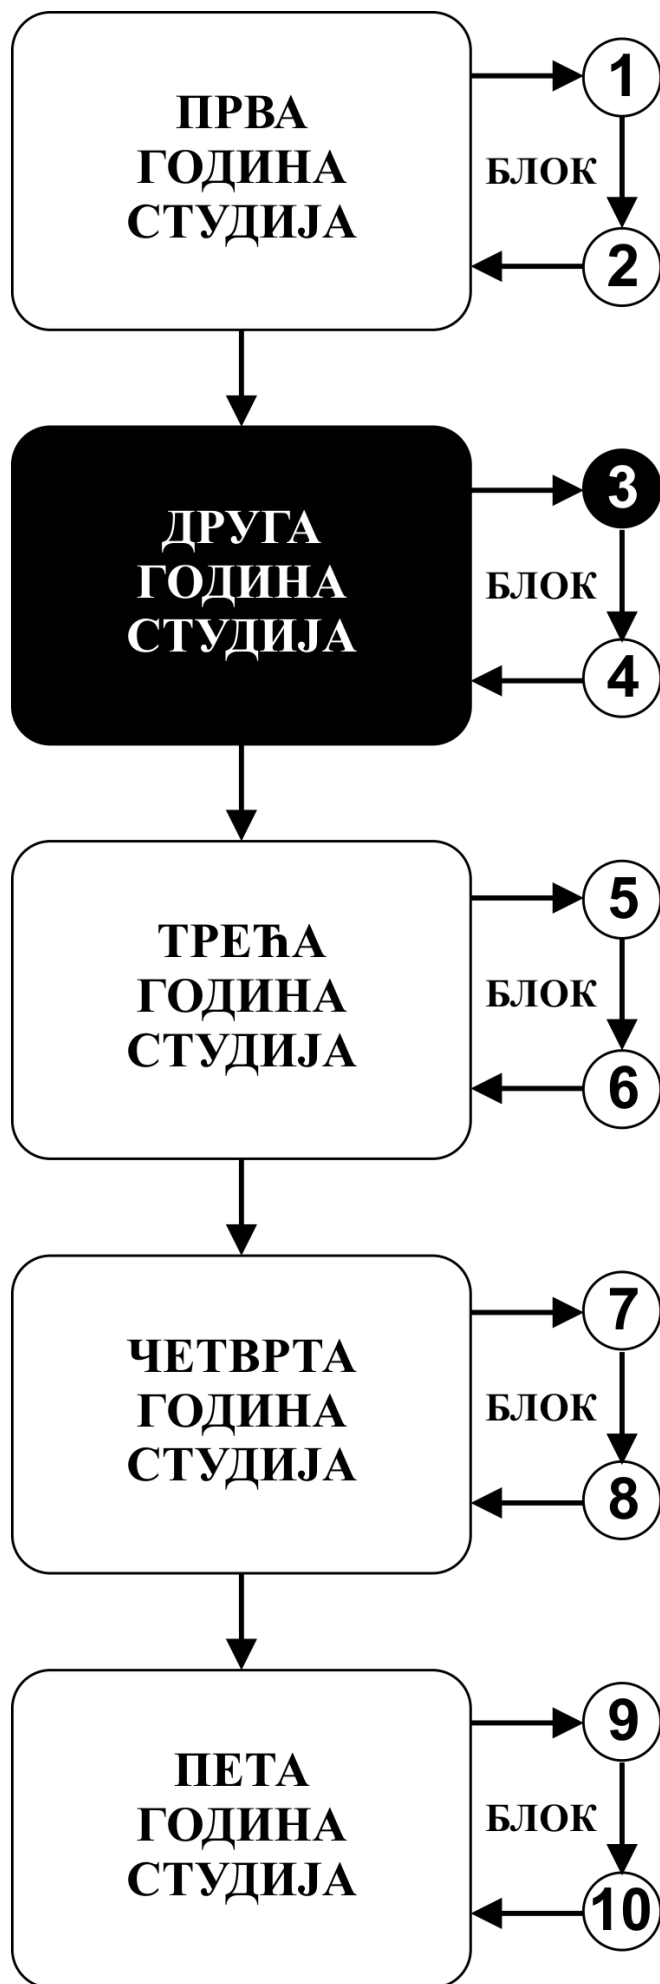 ПРВА
ГОДИНА
СТУДИЈА
1
БЛОК
2
ДРУГА
ГОДИНА
СТУДИЈА
3
БЛОК
4
ТРЕЋА
ГОДИНА
СТУДИЈА
5
БЛОК
6
ЧЕТВРТА
ГОДИНА
СТУДИЈА
7
БЛОК
8
ПЕТА
ГОДИНА
СТУДИЈА
9
БЛОК
10